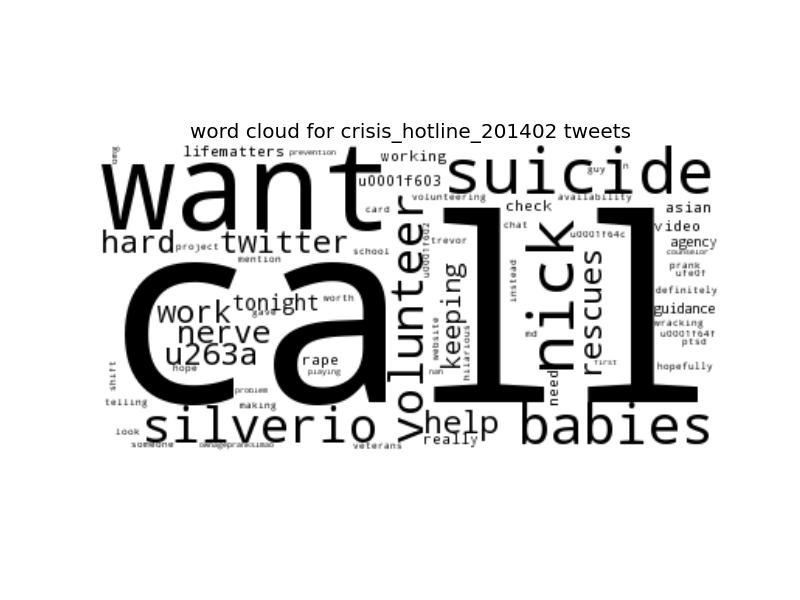 word cloud for crisis_hotline_201402 tweets
omg
lifematters
prevention
working
want
u0001f603
suicide
guy
volunteering
availability
card
check
asian
hard
project
twitter
school
mention
trevor
chat
u0001f64c
video
agency
counselor
u0001f602
call
volunteer
nick
prank
ufe0f
instead
keeping
rescues
definitely
work
tonight
worth
gave
nerve
u263a
hope
rape
playing
website
hilarious
md
guidance
wracking
u0001f64f
ptsd
nan
first
hopefully
shift
problem
need
telling
making
silverio
help
babies
look
really
someone
veterans